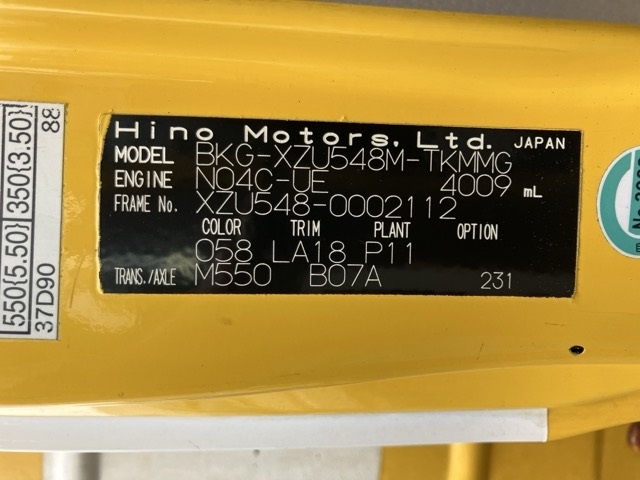 Hino Motors, Ltd. JAPAN
MODEL BKG-XZU548M-TKMMG
ENGINE N04C-UE 4009 mL
FRAME No. XZU548-0002112
COLOR TRIM PLANT OPTION
058 LA18 P11
TRANS./AXLE M550 B07A 231
550{5.50} 350{3.50}
37D90 88